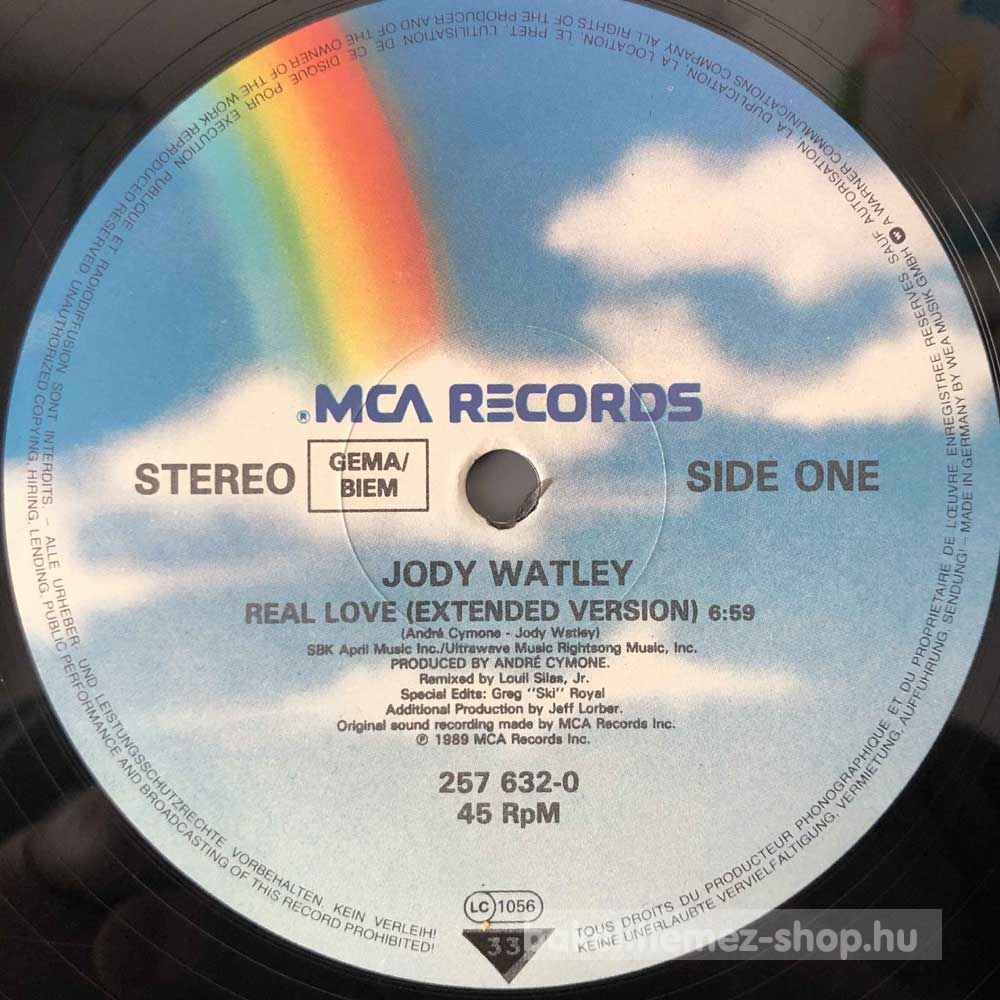 ® MCA RECORDS
STEREO
GEMA/
BIEM
SIDE ONE
JODY WATLEY
REAL LOVE (EXTENDED VERSION) 6:59
(André Cymone - Jody Watley)
SBK April Music Inc./Ultrawave Music Rightsong Music, Inc.
PRODUCED BY ANDRÉ CYMONE.
Remixed by Louil Silas, Jr.
Special Edits: Greg "Ski" Royal
Additional Production by Jeff Lorber.
Original sound recording made by MCA Records Inc.
℗ 1989 MCA Records Inc.
257 632-0
45 RpM
LC 1056
33
TOUS DROITS DU PRODUCTEUR PHONOGRAPHIQUE ET DU PROPRIETAIRE DE L'ŒUVRE ENREGISTREE RESERVES. SAUF AUTORISATION, LA DUPLICATION, LA LOCATION, LE PRET, L'UTILISATION DE CE DISQUE POUR EXECUTION PUBLIQUE ET RADIODIFFUSION SONT INTERDITS. – ALLE URHEBER- UND LEISTUNGSSCHUTZRECHTE VORBEHALTEN. KEIN VERLEIH!
KEINE UNERLAUBTE VERVIELFÄLTIGUNG, VERMIETUNG, AUFFÜHRUNG, SENDUNG! – MADE IN GERMANY BY WEA MUSIK GMBH A WARNER COMMUNICATIONS COMPANY. ALL RIGHTS OF THE PRODUCER AND OF THE OWNER OF THE WORK REPRODUCED RESERVED. UNAUTHORIZED COPYING, HIRING, LENDING, PUBLIC PERFORMANCE AND BROADCASTING OF THIS RECORD PROHIBITED!